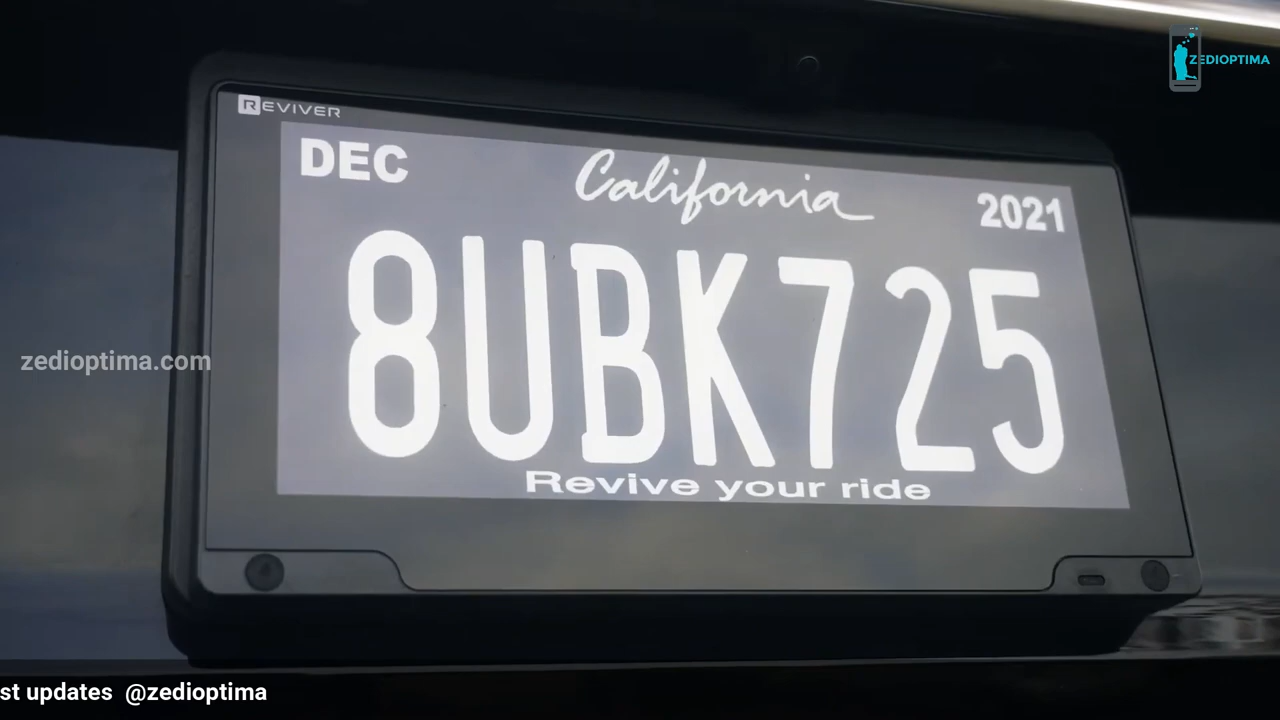 ZEDIOPTIMA
REVIVER
DEC
California
2021
8UBK725
Revive your ride
zedioptima.com
st updates @zedioptima